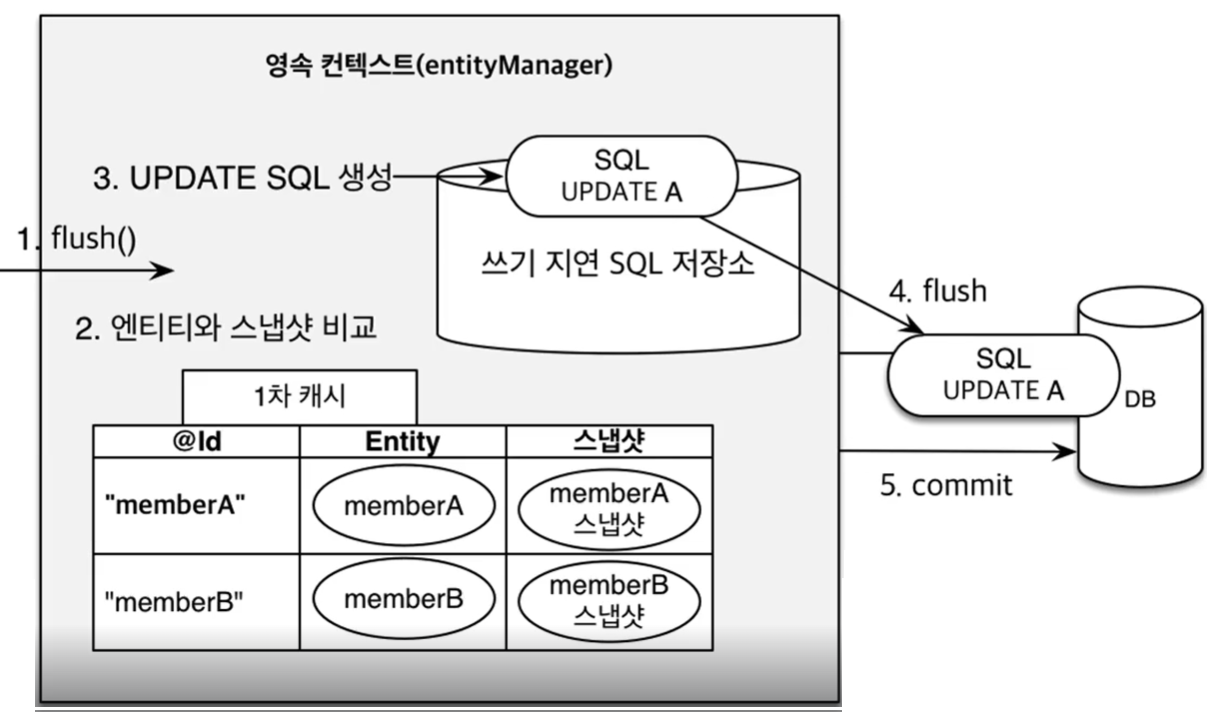 영속 컨텍스트(entityManager)
3. UPDATE SQL 생성
SQL
UPDATE A
1. flush()
쓰기 지연 SQL 저장소
4. flush
2. 엔티티와 스냅샷 비교
SQL
UPDATE A
DB
1차 캐시
@Id Entity 스냅샷
5. commit
"memberA" memberA memberA
스냅샷
"memberB" memberB memberB
스냅샷